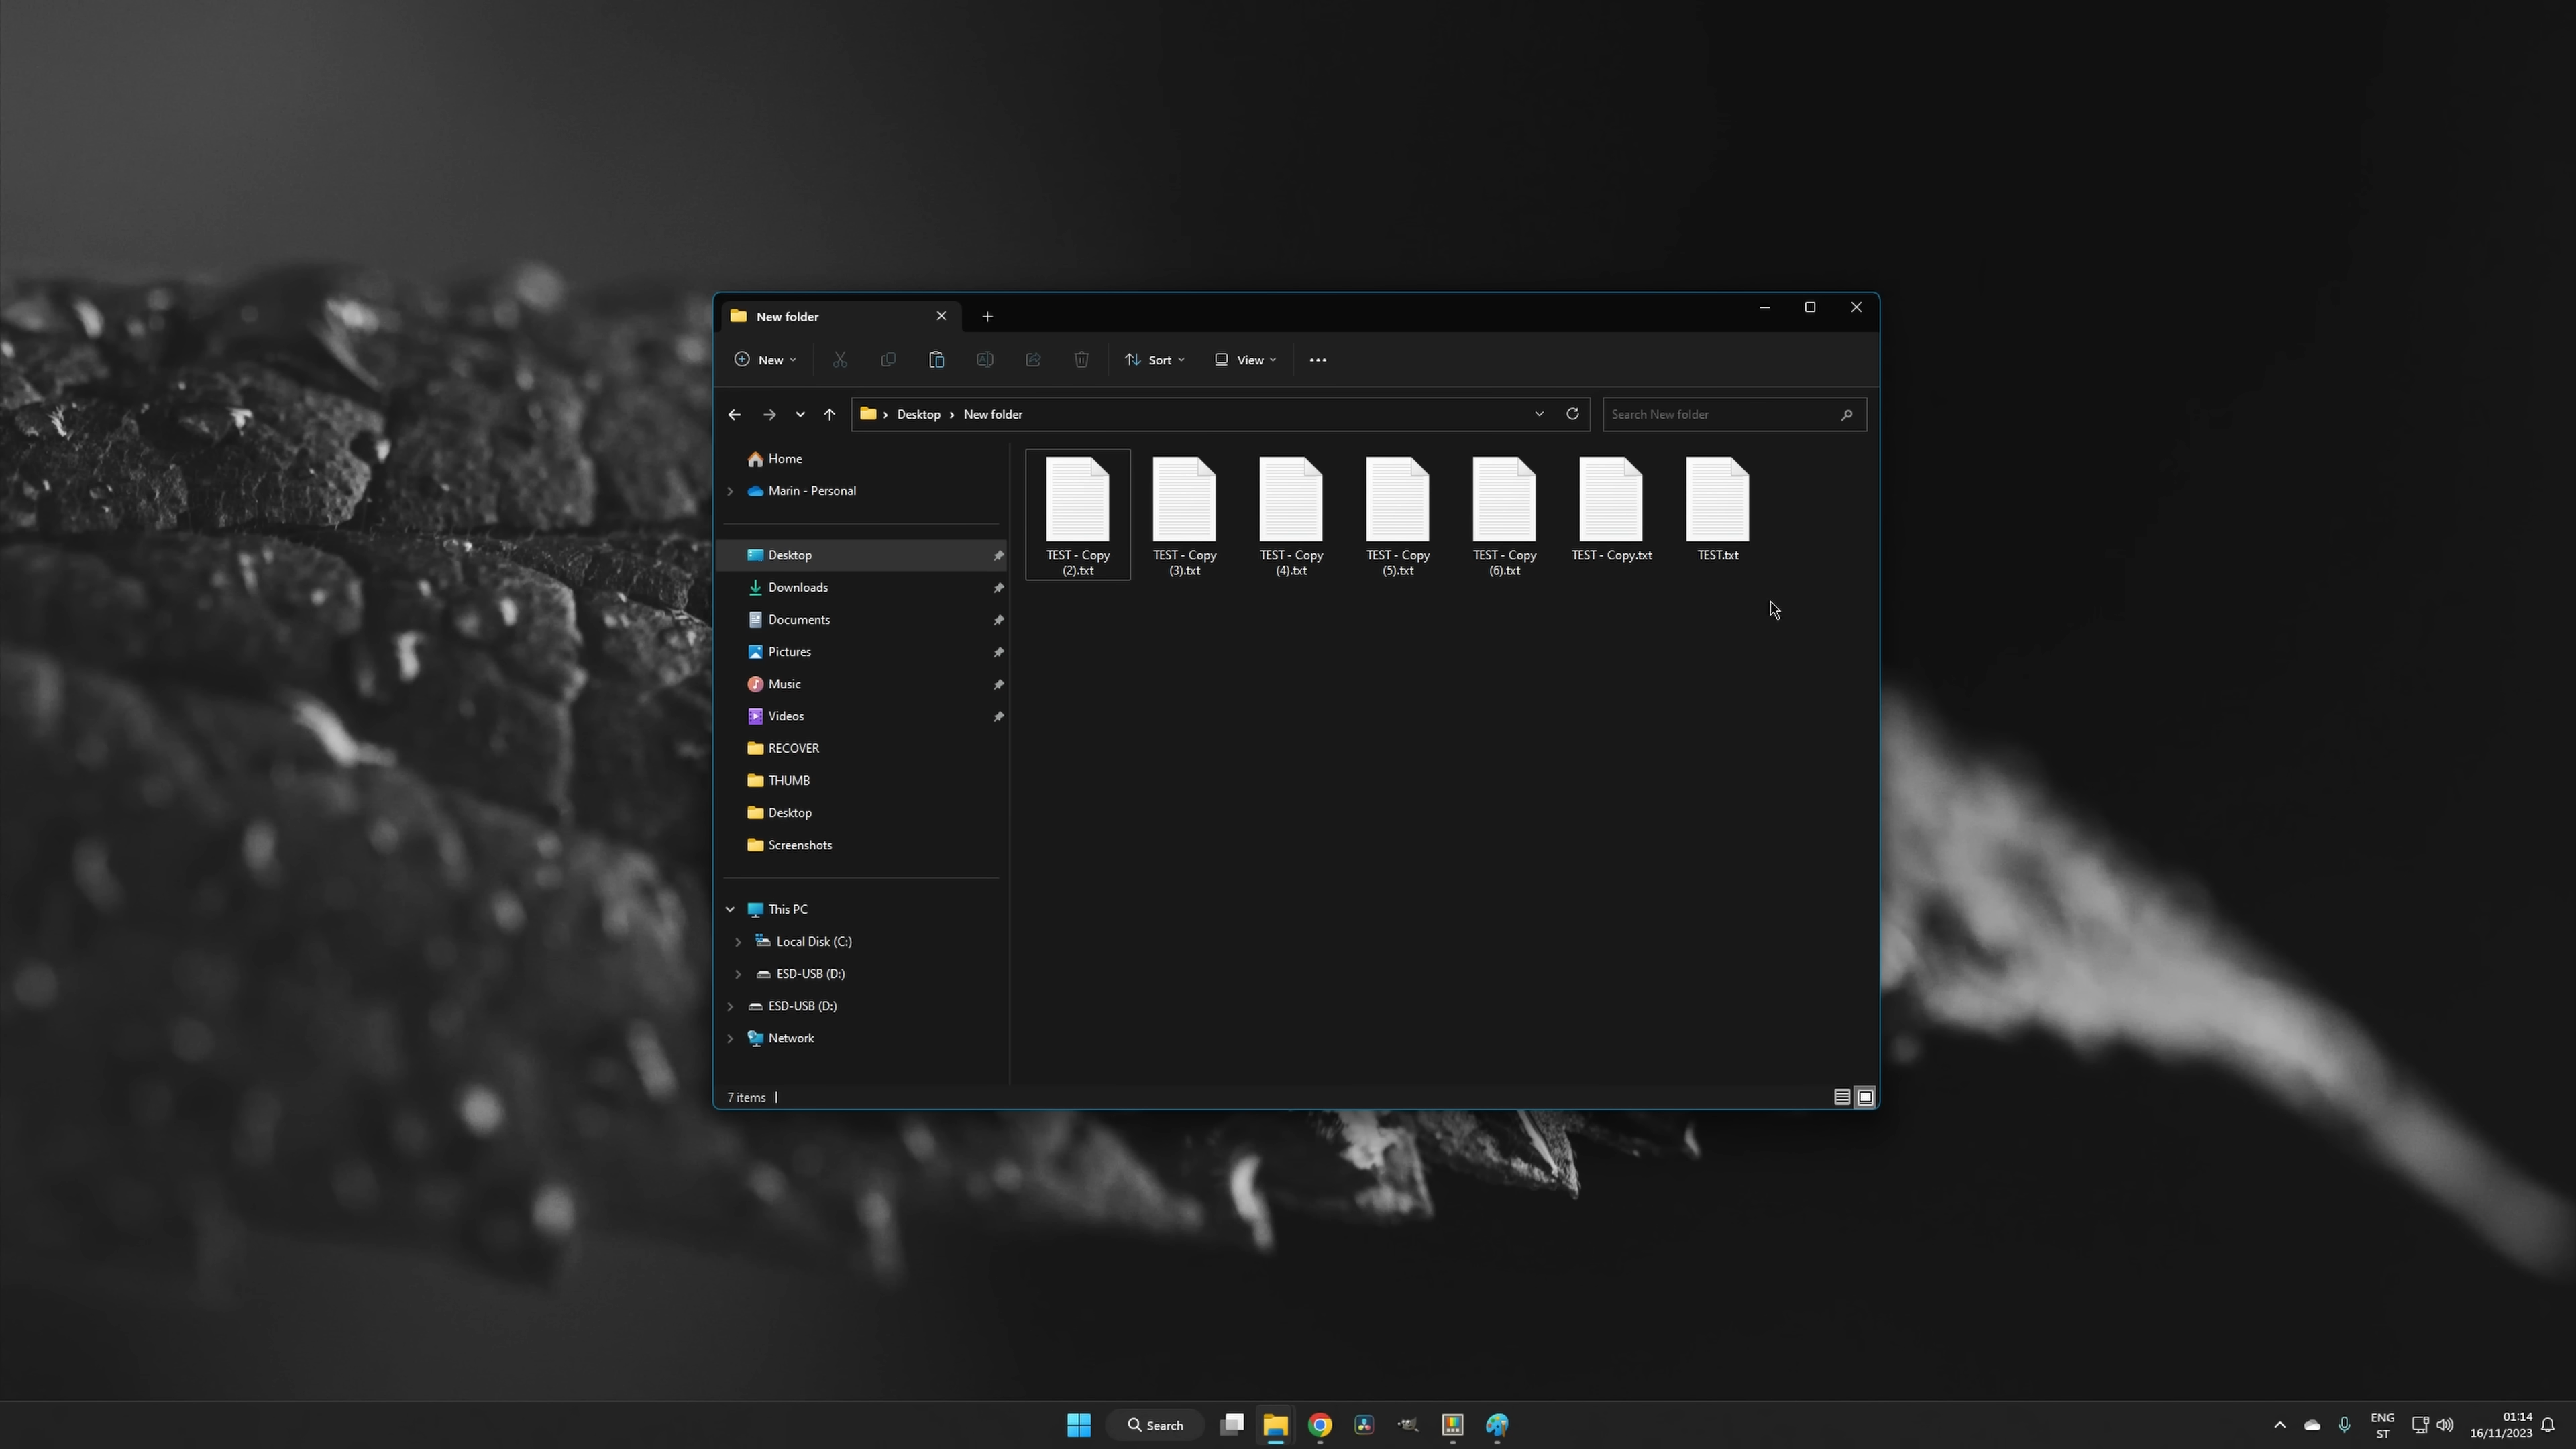 New folder
New
Sort
View
Desktop
New folder
Search New folder
Home
Marin - Personal
Desktop
Downloads
Documents
Pictures
Music
Videos
RECOVER
THUMB
Desktop
Screenshots
This PC
Local Disk (C:)
ESD-USB (D:)
ESD-USB (D:)
Network
TEST - Copy
(2).txt
TEST - Copy
(3).txt
TEST - Copy
(4).txt
TEST - Copy
(5).txt
TEST - Copy
(6).txt
TEST - Copy.txt
TEST.txt
7 items
Search
ENG
ST
01:14
16/11/2023